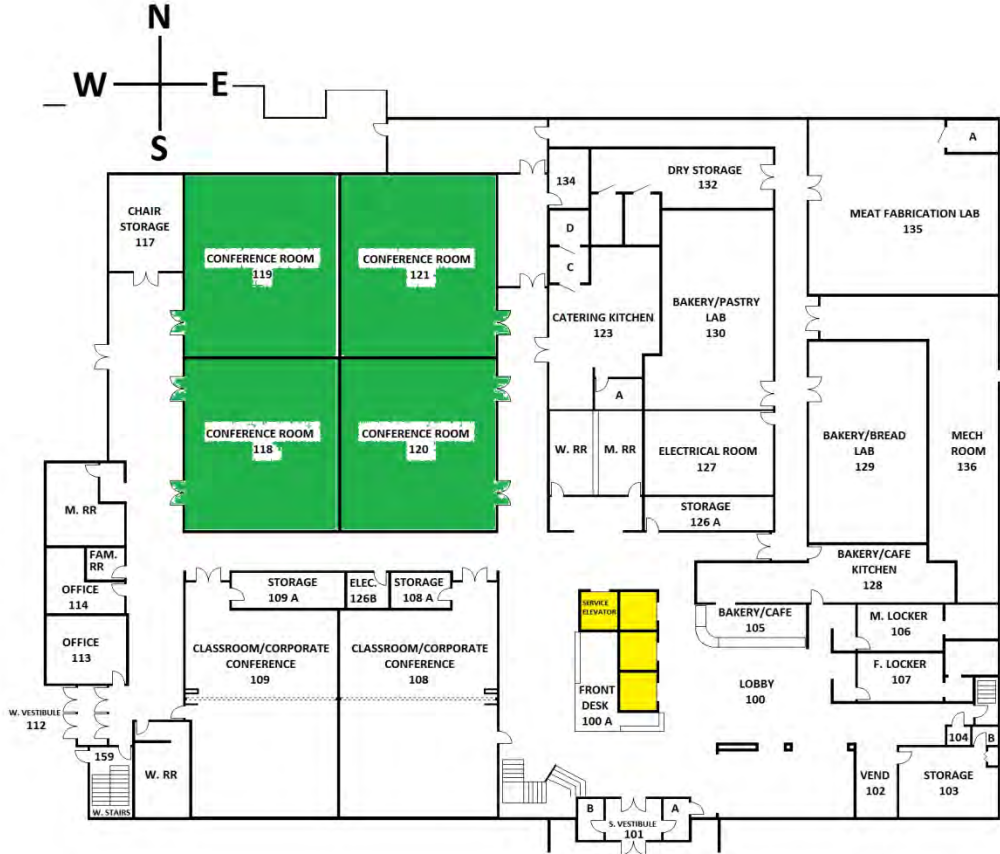 N
W
E
S
A
134
DRY STORAGE
132
CHAIR
STORAGE
117
MEAT FABRICATION LAB
135
D
CONFERENCE ROOM
119
CONFERENCE ROOM
121
C
BAKERY/PASTRY
LAB
130
CATERING KITCHEN
123
A
CONFERENCE ROOM
118
CONFERENCE ROOM
120
W. RR
M. RR
ELECTRICAL ROOM
127
BAKERY/BREAD
LAB
129
MECH
ROOM
136
M. RR
STORAGE
126 A
FAM.
RR
OFFICE
114
STORAGE
109 A
ELEC.
126B
STORAGE
108 A
BAKERY/CAFE
KITCHEN
128
SERVICE
ELEVATOR
BAKERY/CAFE
105
M. LOCKER
106
OFFICE
113
CLASSROOM/CORPORATE
CONFERENCE
109
CLASSROOM/CORPORATE
CONFERENCE
108
F. LOCKER
107
FRONT
DESK
100 A
LOBBY
100
W. VESTIBULE
112
159
W. RR
W. STAIRS
104
B
VEND
102
STORAGE
103
B
S. VESTIBULE
101
A